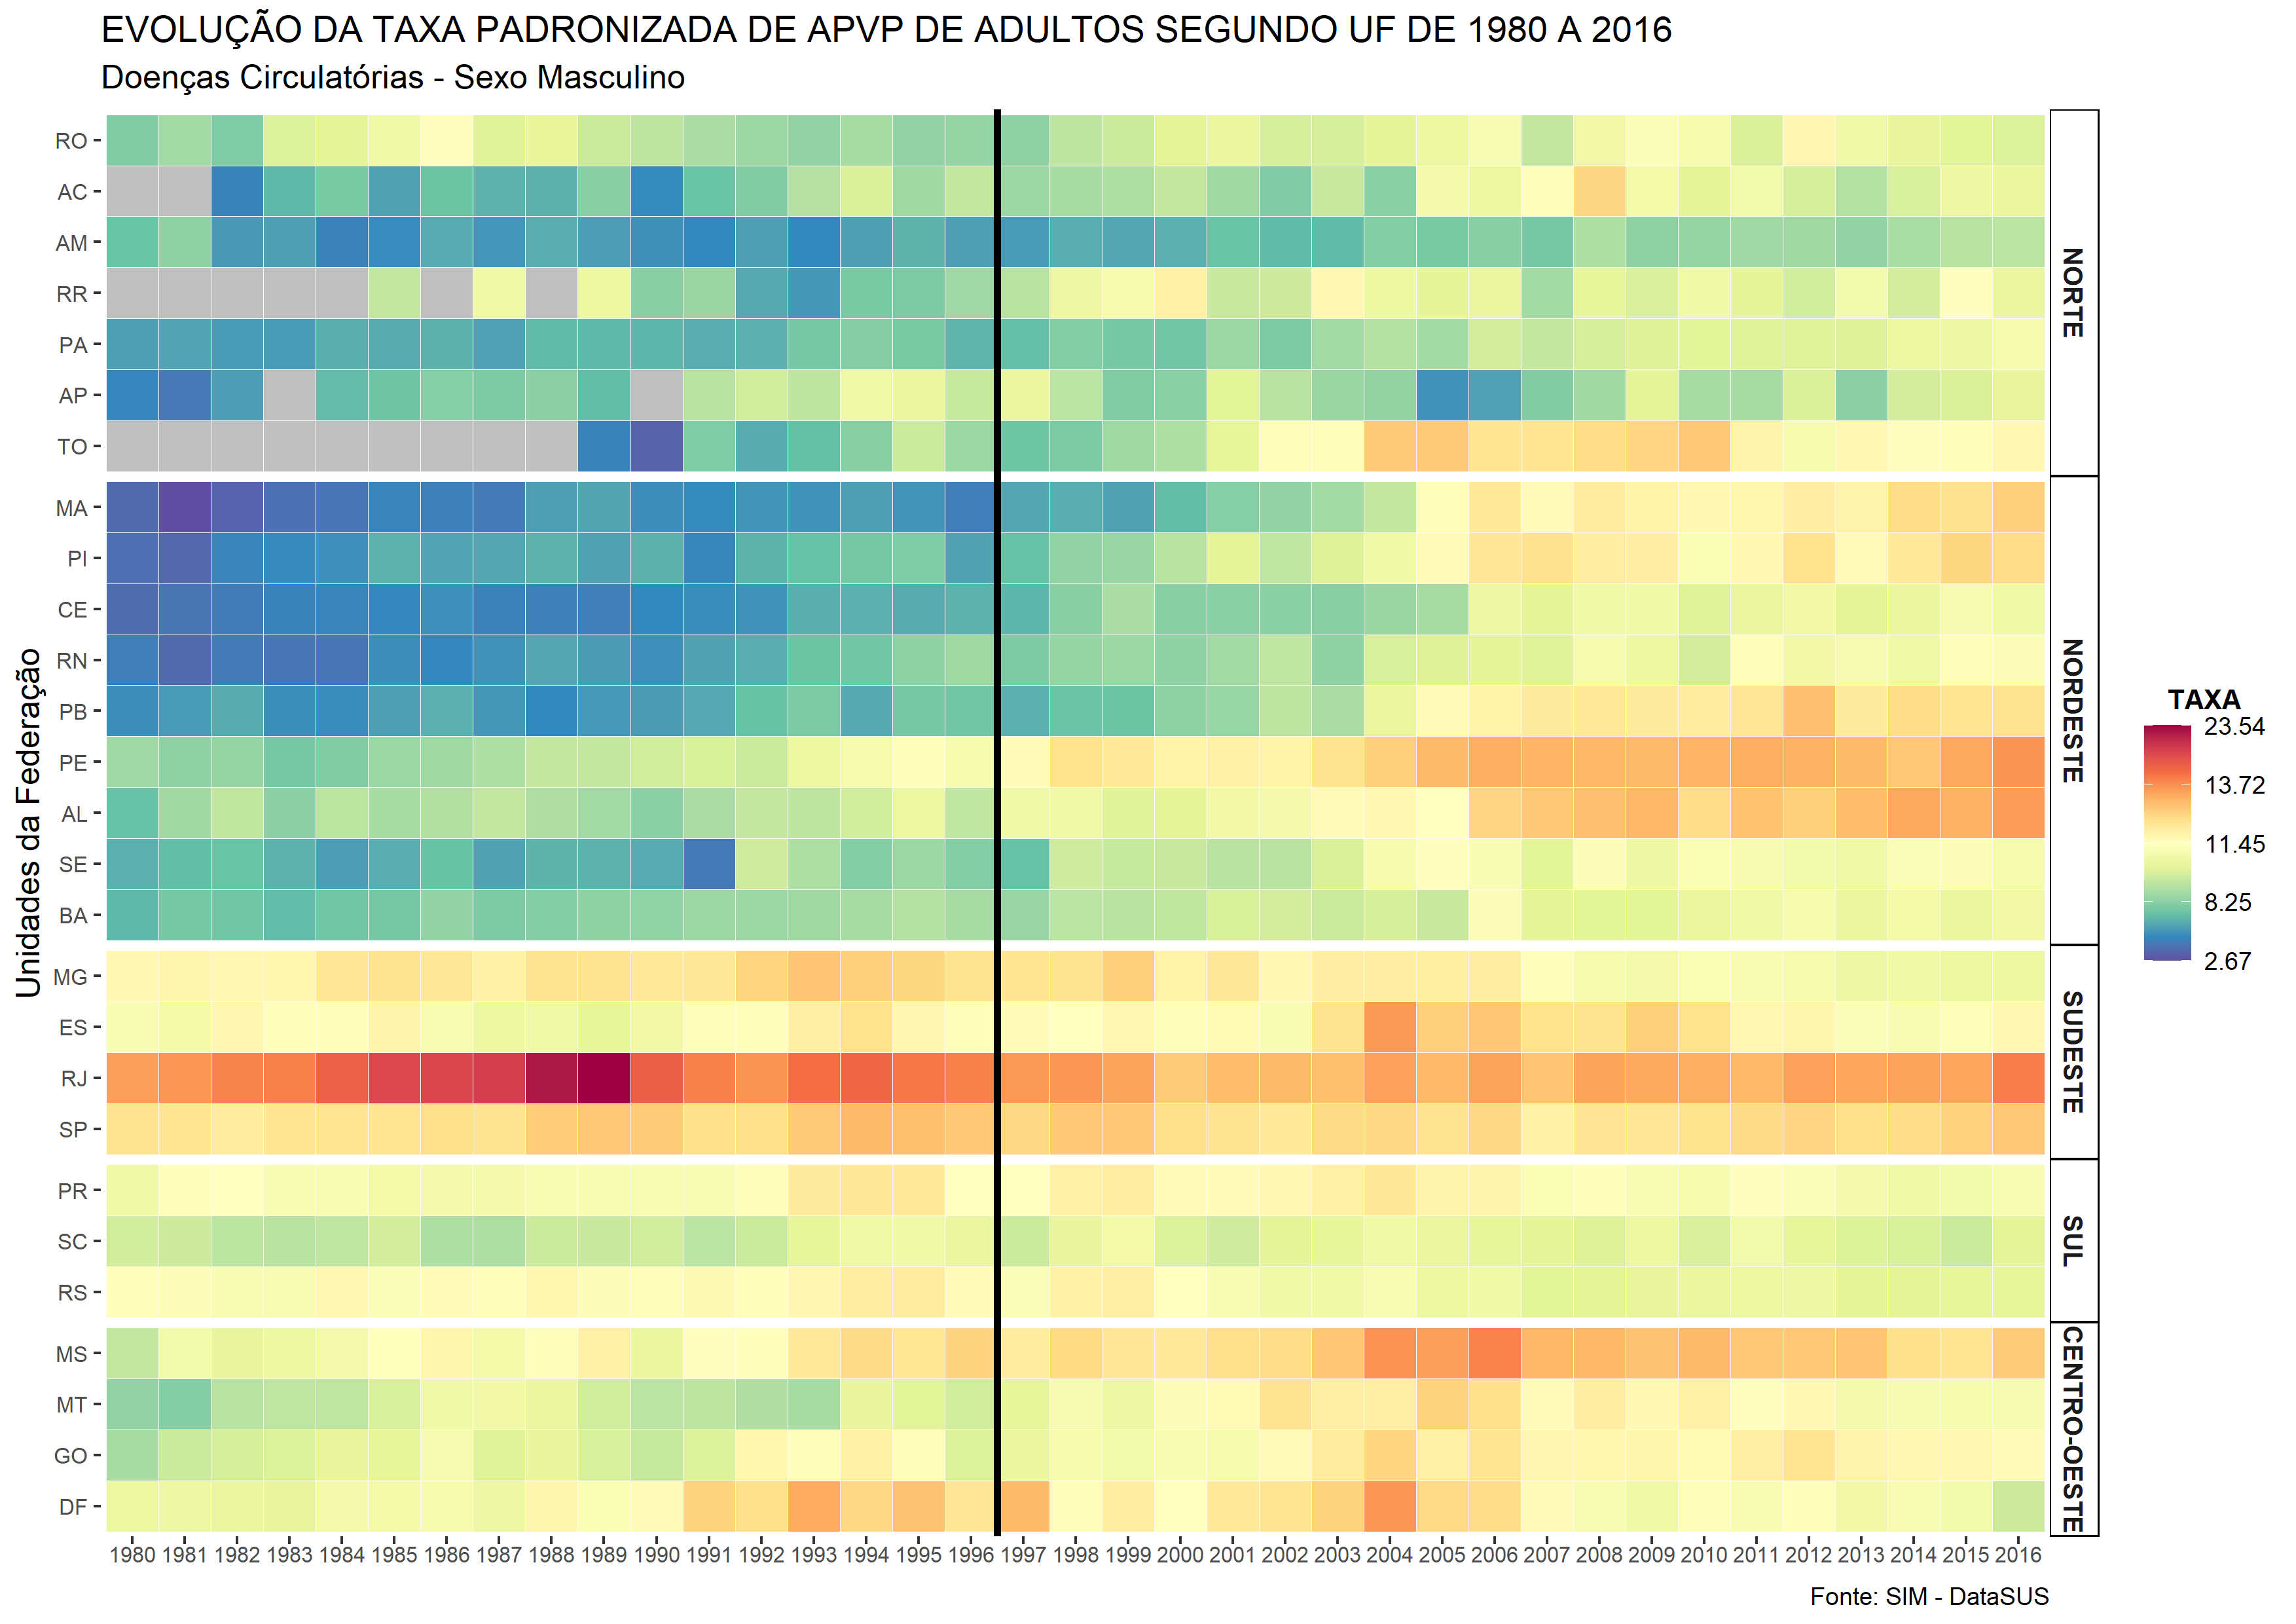 EVOLUÇÃO DA TAXA PADRONIZADA DE APVP DE ADULTOS SEGUNDO UF DE 1980 A 2016
Doenças Circulatórias - Sexo Masculino
Unidades da Federação
RO
AC
AM
RR
PA
AP
TO
NORTE
MA
PI
CE
RN
PB
PE
AL
SE
BA
NORDESTE
MG
ES
RJ
SP
SUDESTE
PR
SC
RS
SUL
MS
MT
GO
DF
CENTRO-OESTE
1980 1981 1982 1983 1984 1985 1986 1987 1988 1989 1990 1991 1992 1993 1994 1995 1996 1997 1998 1999 2000 2001 2002 2003 2004 2005 2006 2007 2008 2009 2010 2011 2012 2013 2014 2015 2016
TAXA
23.54
13.72
11.45
8.25
2.67
Fonte: SIM - DataSUS